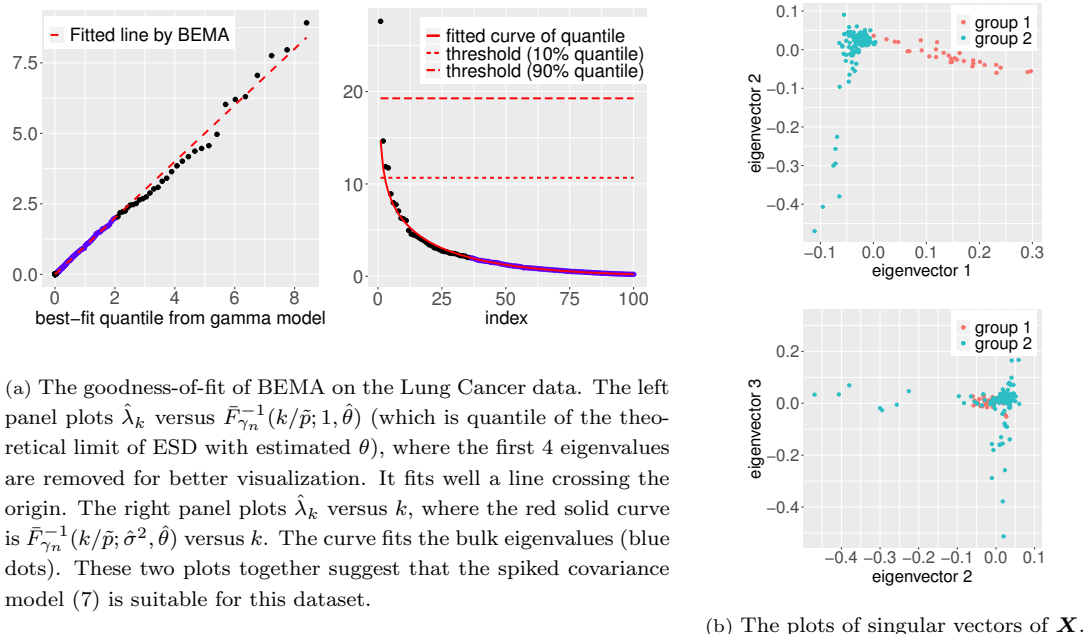 Fitted line by BEMA
7.5
5.0
2.5
0.0
0 2 4 6 8
best−fit quantile from gamma model
fitted curve of quantile
threshold (10% quantile)
threshold (90% quantile)
20
10
0
0 25 50 75 100
index
(a) The goodness-of-fit of BEMA on the Lung Cancer data. The left
panel plots λ̂ₖ versus F̄⁻¹_γₙ(k/p̃; 1, θ̂) (which is quantile of the theo-
retical limit of ESD with estimated θ), where the first 4 eigenvalues
are removed for better visualization. It fits well a line crossing the
origin. The right panel plots λ̂ₖ versus k, where the red solid curve
is F̄⁻¹_γₙ(k/p̃; σ̂², θ̂) versus k. The curve fits the bulk eigenvalues (blue
dots). These two plots together suggest that the spiked covariance
model (7) is suitable for this dataset.
group 1
group 2
0.1
0.0
−0.1
−0.2
−0.3
−0.4
eigenvector 2
−0.1 0.0 0.1 0.2 0.3
eigenvector 1
group 1
group 2
0.2
0.0
−0.2
−0.4
eigenvector 3
−0.4 −0.3 −0.2 −0.1 0.0 0.1
eigenvector 2
(b) The plots of singular vectors of X.